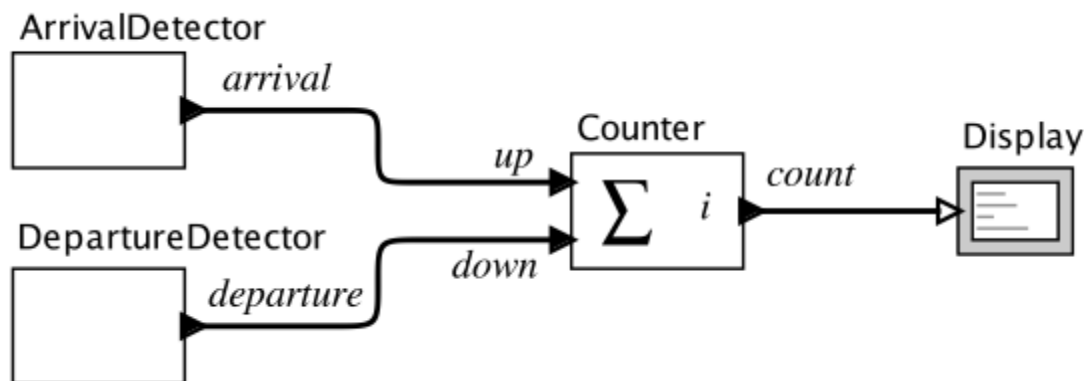 ArrivalDetector
arrival
up
Counter
Σ i
count
Display
DepartureDetector
departure
down